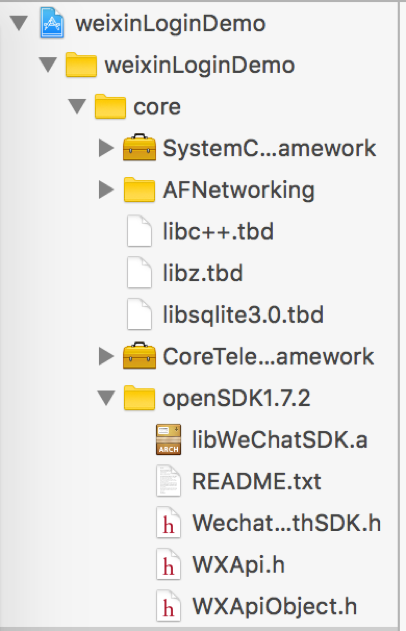 weixinLoginDemo
weixinLoginDemo
core
SystemC...amework
AFNetworking
libc++.tbd
libz.tbd
libsqlite3.0.tbd
CoreTele...amework
openSDK1.7.2
ARCH libWeChatSDK.a
README.txt
h Wechat...thSDK.h
h WXApi.h
h WXApiObject.h